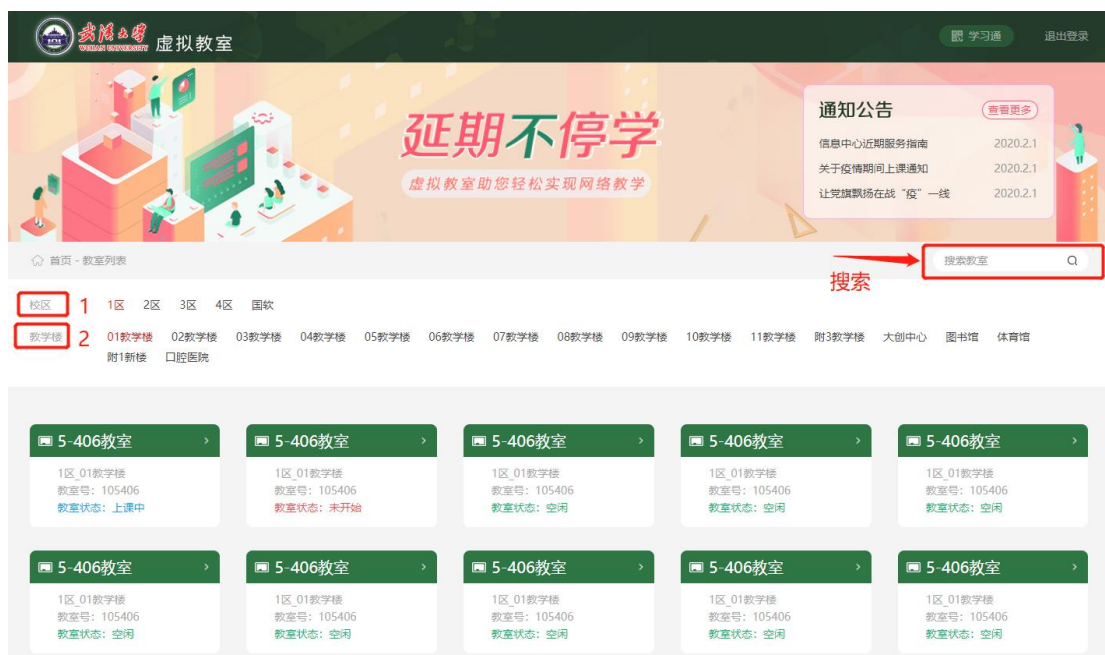 武汉大学
WUHAN UNIVERSITY
虚拟教室
学习通 退出登录
延期不停学
虚拟教室助您轻松实现网络教学
通知公告 查看更多
信息中心近期服务指南 2020.2.1
关于疫情期间上课通知 2020.2.1
让党旗飘扬在战“疫”一线 2020.2.1
首页 - 教室列表
搜索教室
搜索
校区 1 1区 2区 3区 4区 国软
教学楼 2 01教学楼 02教学楼 03教学楼 04教学楼 05教学楼 06教学楼 07教学楼 08教学楼 09教学楼 10教学楼 11教学楼 附3教学楼 大创中心 图书馆 体育馆
附1新楼 口腔医院
5-406教室 5-406教室 5-406教室 5-406教室 5-406教室
1区_01教学楼 1区_01教学楼 1区_01教学楼 1区_01教学楼 1区_01教学楼
教室号：105406 教室号：105406 教室号：105406 教室号：105406 教室号：105406
教室状态：上课中 教室状态：未开始 教室状态：空闲 教室状态：空闲 教室状态：空闲
5-406教室 5-406教室 5-406教室 5-406教室 5-406教室
1区_01教学楼 1区_01教学楼 1区_01教学楼 1区_01教学楼 1区_01教学楼
教室号：105406 教室号：105406 教室号：105406 教室号：105406 教室号：105406
教室状态：空闲 教室状态：空闲 教室状态：空闲 教室状态：空闲 教室状态：空闲